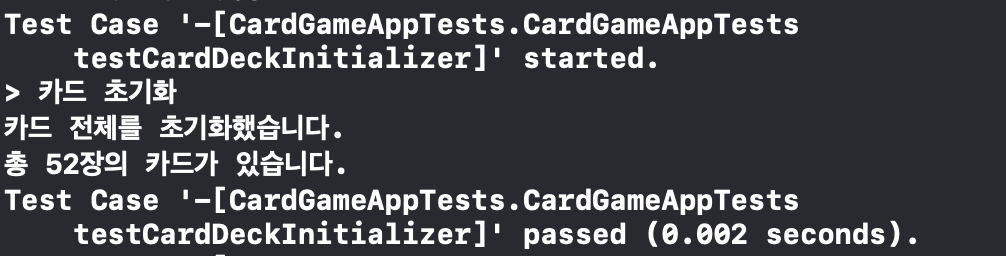 Test Case '-[CardGameAppTests.CardGameAppTests
testCardDeckInitializer]' started.
> 카드 초기화
카드 전체를 초기화했습니다.
총 52장의 카드가 있습니다.
Test Case '-[CardGameAppTests.CardGameAppTests
testCardDeckInitializer]' passed (0.002 seconds).